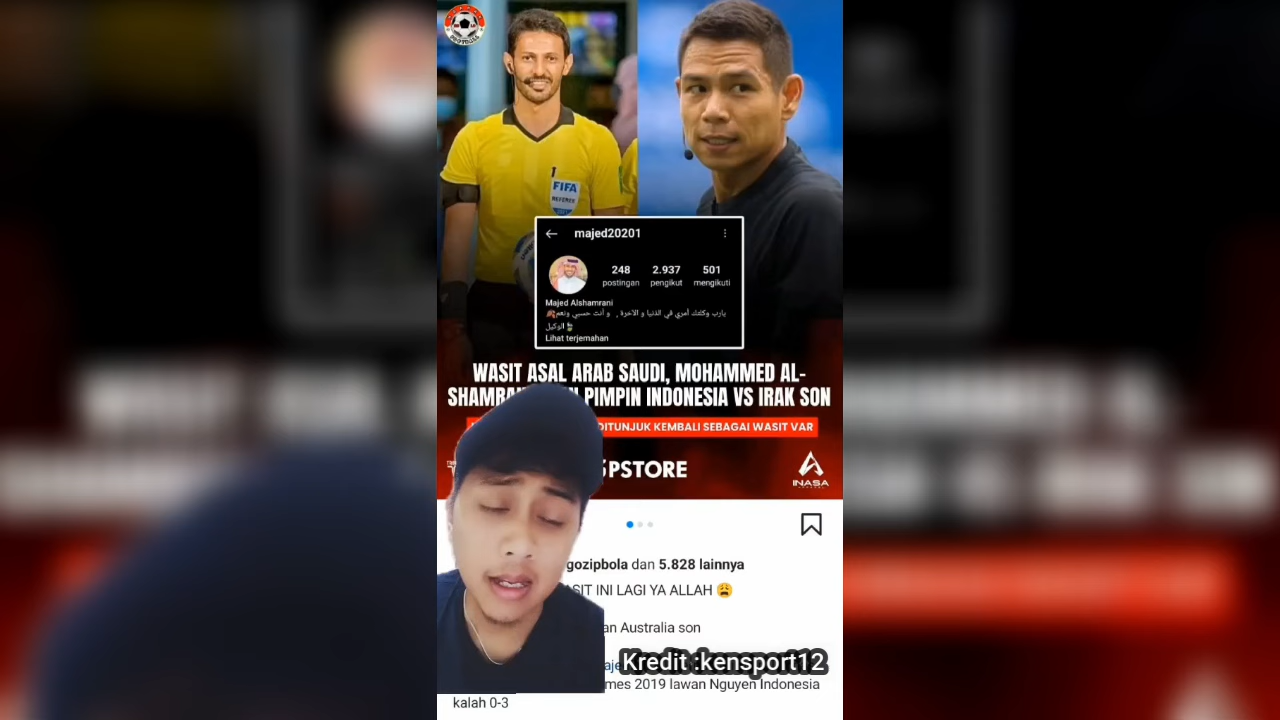 FIFA
REFEREE
majed20201
248 2.937 501
postingan pengikut mengikuti
Majed Alshamrani
يارب وكلتك أمري في الدنيا و الآخرة , و أنت حسبي ونعم🍂
الوكيل🍃
Lihat terjemahan
WASIT ASAL ARAB SAUDI, MOHAMMED AL-
PIMPIN INDONESIA VS IRAK SON
DITUNJUK KEMBALI SEBAGAI WASIT VAR
PSTORE
INASA
gozipbola dan 5.828 lainnya
INI LAGI YA ALLAH 😩
Australia son
Kredit :kensport12
2019 lawan Nguyen Indonesia
kalah 0-3